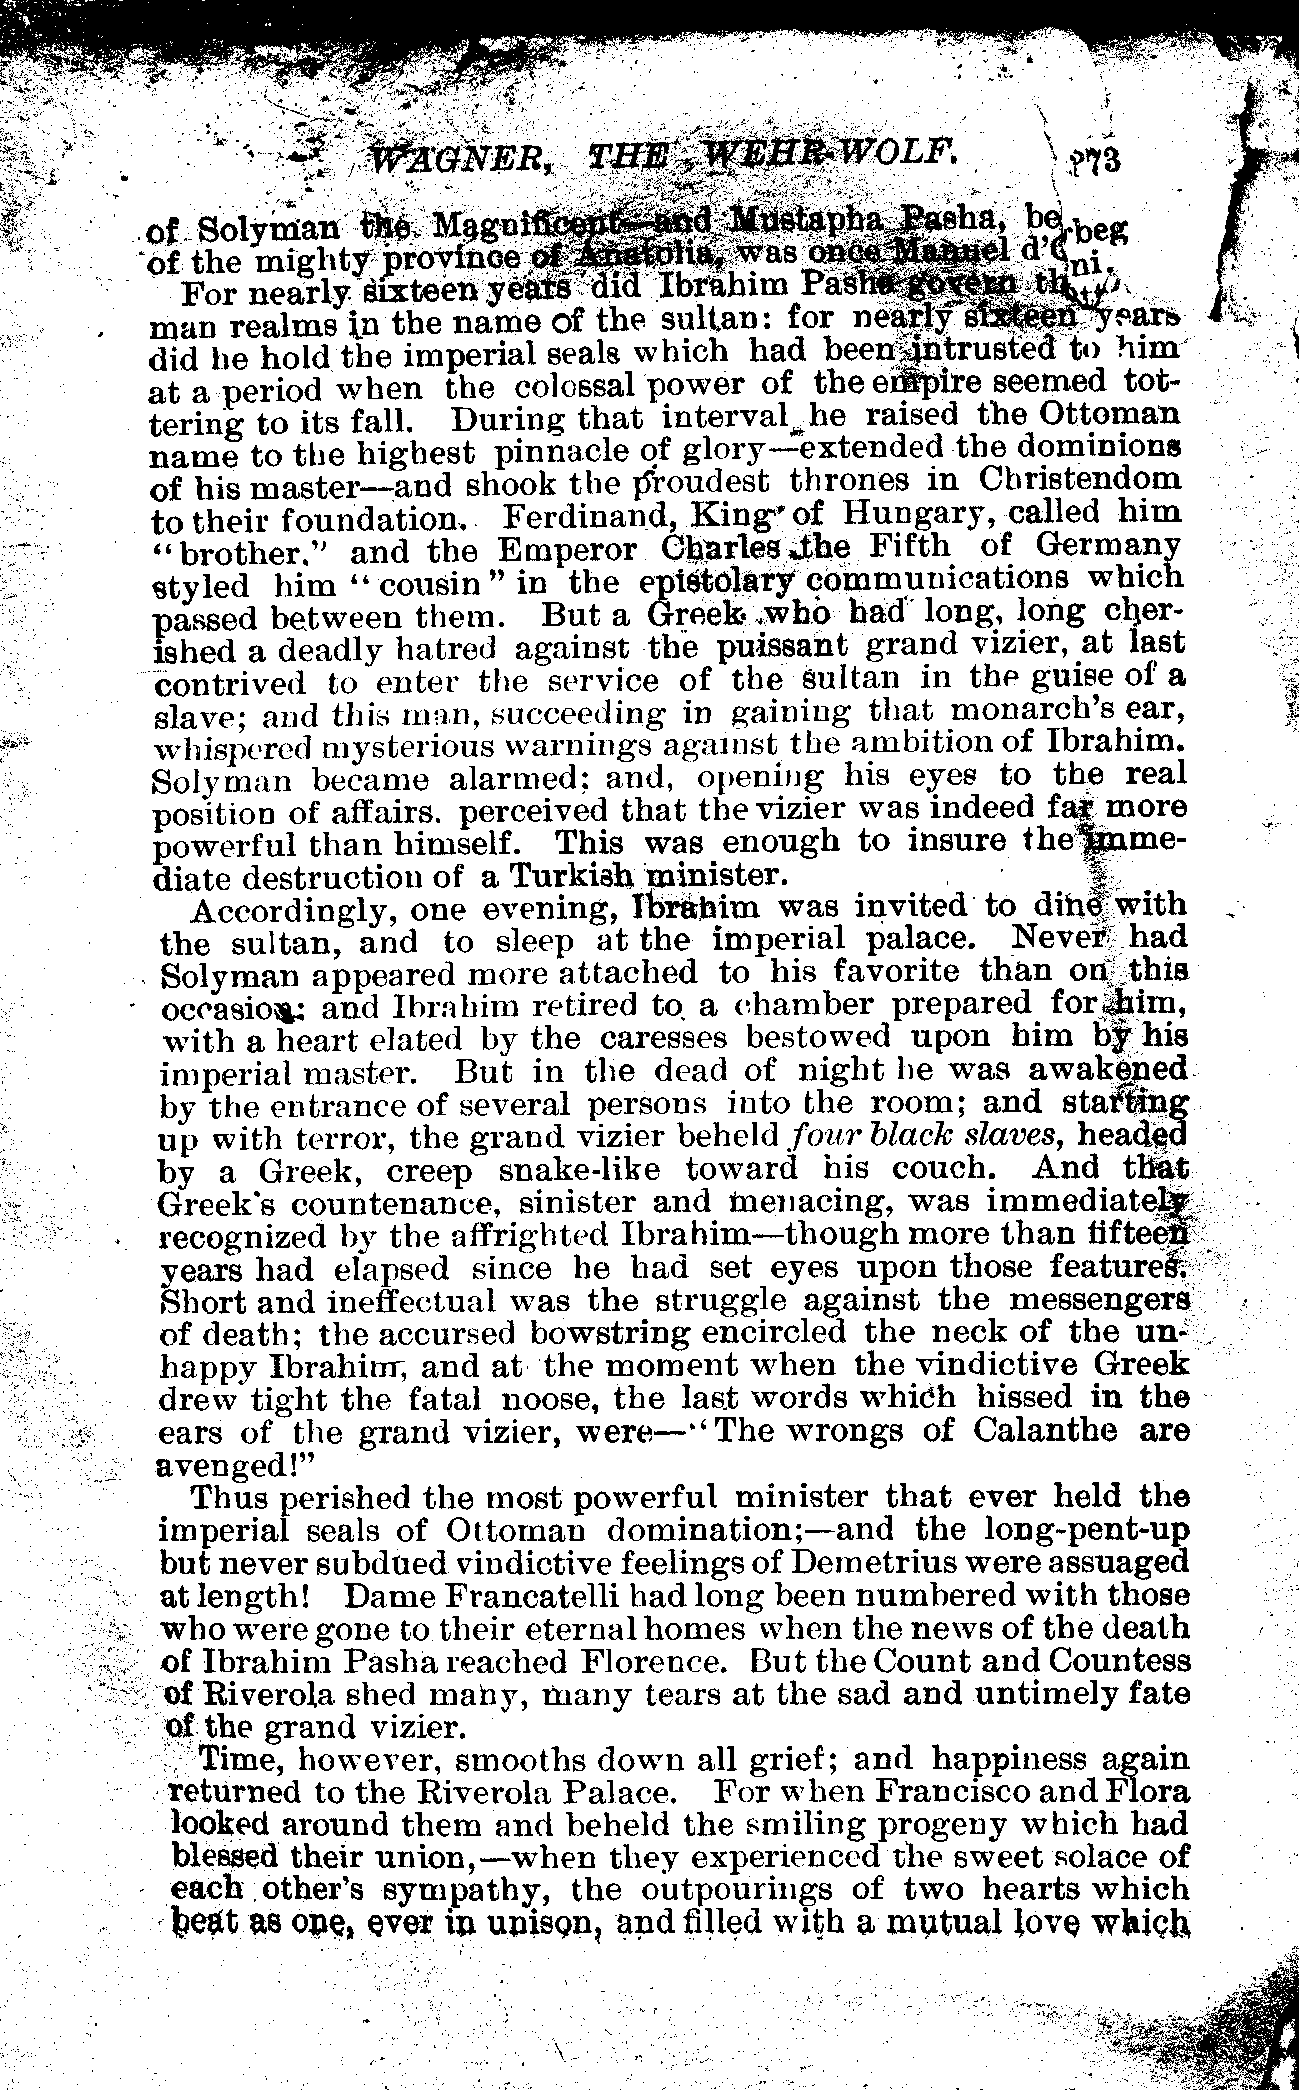 WAGNER, THE WEHR-WOLF. 273
of Solyman the Magnificent—and Mustapha Pasha, be beg
of the mighty province of Anatolia, was once Manuel d'
For nearly sixteen years did Ibrahim Pasha govern
man realms in the name of the sultan: for nearly sixteen years
did he hold the imperial seals which had been intrusted to him
at a period when the colossal power of the empire seemed tot-
tering to its fall. During that interval he raised the Ottoman
name to the highest pinnacle of glory—extended the dominions
of his master—and shook the proudest thrones in Christendom
to their foundation. Ferdinand, King of Hungary, called him
"brother." and the Emperor Charles the Fifth of Germany
styled him "cousin" in the epistolary communications which
passed between them. But a Greek who had long, long cher-
ished a deadly hatred against the puissant grand vizier, at last
contrived to enter the service of the sultan in the guise of a
slave; and this man, succeeding in gaining that monarch's ear,
whispered mysterious warnings against the ambition of Ibrahim.
Solyman became alarmed; and, opening his eyes to the real
position of affairs. perceived that the vizier was indeed far more
powerful than himself. This was enough to insure the imme-
diate destruction of a Turkish minister.
Accordingly, one evening, Ibrahim was invited to dine with
the sultan, and to sleep at the imperial palace. Never had
Solyman appeared more attached to his favorite than on this
occasion: and Ibrahim retired to a chamber prepared for him,
with a heart elated by the caresses bestowed upon him by his
imperial master. But in the dead of night he was awakened
by the entrance of several persons into the room; and starting
up with terror, the grand vizier beheld four black slaves, headed
by a Greek, creep snake-like toward his couch. And that
Greek's countenance, sinister and menacing, was immediately
recognized by the affrighted Ibrahim—though more than fifteen
years had elapsed since he had set eyes upon those features.
Short and ineffectual was the struggle against the messengers
of death; the accursed bowstring encircled the neck of the un-
happy Ibrahim, and at the moment when the vindictive Greek
drew tight the fatal noose, the last words which hissed in the
ears of the grand vizier, were—"The wrongs of Calanthe are
avenged!"
Thus perished the most powerful minister that ever held the
imperial seals of Ottoman domination;—and the long-pent-up
but never subdued vindictive feelings of Demetrius were assuaged
at length! Dame Francatelli had long been numbered with those
who were gone to their eternal homes when the news of the death
of Ibrahim Pasha reached Florence. But the Count and Countess
of Riverola shed many, many tears at the sad and untimely fate
of the grand vizier.
Time, however, smooths down all grief; and happiness again
returned to the Riverola Palace. For when Francisco and Flora
looked around them and beheld the smiling progeny which had
blessed their union,—when they experienced the sweet solace of
each other's sympathy, the outpourings of two hearts which
beat as one, ever in unison, and filled with a mutual love which